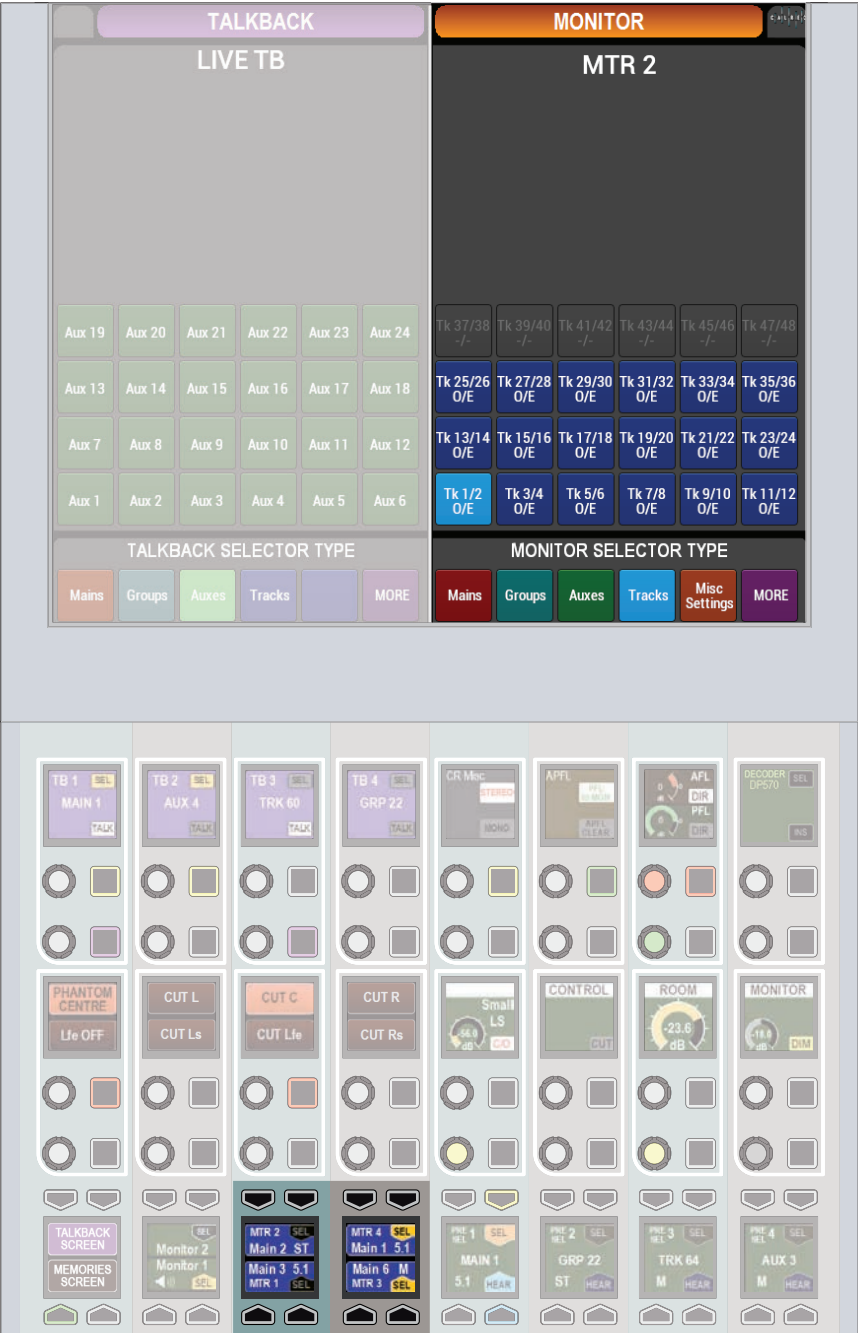 TALKBACK
LIVE TB
Aux 19 Aux 20 Aux 21 Aux 22 Aux 23 Aux 24
Aux 13 Aux 14 Aux 15 Aux 16 Aux 17 Aux 18
Aux 7 Aux 8 Aux 9 Aux 10 Aux 11 Aux 12
Aux 1 Aux 2 Aux 3 Aux 4 Aux 5 Aux 6
TALKBACK SELECTOR TYPE
Mains Groups Auxes Tracks MORE
MONITOR
MTR 2
Tk 37/38 Tk 39/40 Tk 41/42 Tk 43/44 Tk 45/46 Tk 47/48
-/- -/- -/- -/- -/- -/-
Tk 25/26 Tk 27/28 Tk 29/30 Tk 31/32 Tk 33/34 Tk 35/36
O/E O/E O/E O/E O/E O/E
Tk 13/14 Tk 15/16 Tk 17/18 Tk 19/20 Tk 21/22 Tk 23/24
O/E O/E O/E O/E O/E O/E
Tk 1/2 Tk 3/4 Tk 5/6 Tk 7/8 Tk 9/10 Tk 11/12
O/E O/E O/E O/E O/E O/E
MONITOR SELECTOR TYPE
Mains Groups Auxes Tracks Misc Settings MORE
TB 1 SEL
MAIN 1
TALK
TB 2 SEL
AUX 4
TALK
TB 3 SEL
TRK 60
TALK
TB 4 SEL
GRP 22
TALK
CR Misc
STEREO
MONO
APFL
APFL
CLEAR
AFL
DIR
PFL
DIR
DECODER SEL
DP570
INS
PHANTOM
CENTRE
Lfe OFF
CUT L
CUT Ls
CUT C
CUT Lfe
CUT R
CUT Rs
Small
LS
dB
CONTROL
CUT
ROOM
-23.6
dB
MONITOR
dB DIM
TALKBACK
SCREEN
MEMORIES
SCREEN
SEL
Monitor 2
Monitor 1
SEL
MTR 2 SEL
Main 2 ST
Main 3 5.1
MTR 1 SEL
MTR 4 SEL
Main 1 5.1
Main 6 M
MTR 3 SEL
PRE SEL 1 SEL
MAIN 1
5.1 HEAR
PRE SEL 2 SEL
GRP 22
ST HEAR
PRE SEL 3 SEL
TRK 64
M HEAR
PRE SEL 4 SEL
AUX 3
M HEAR